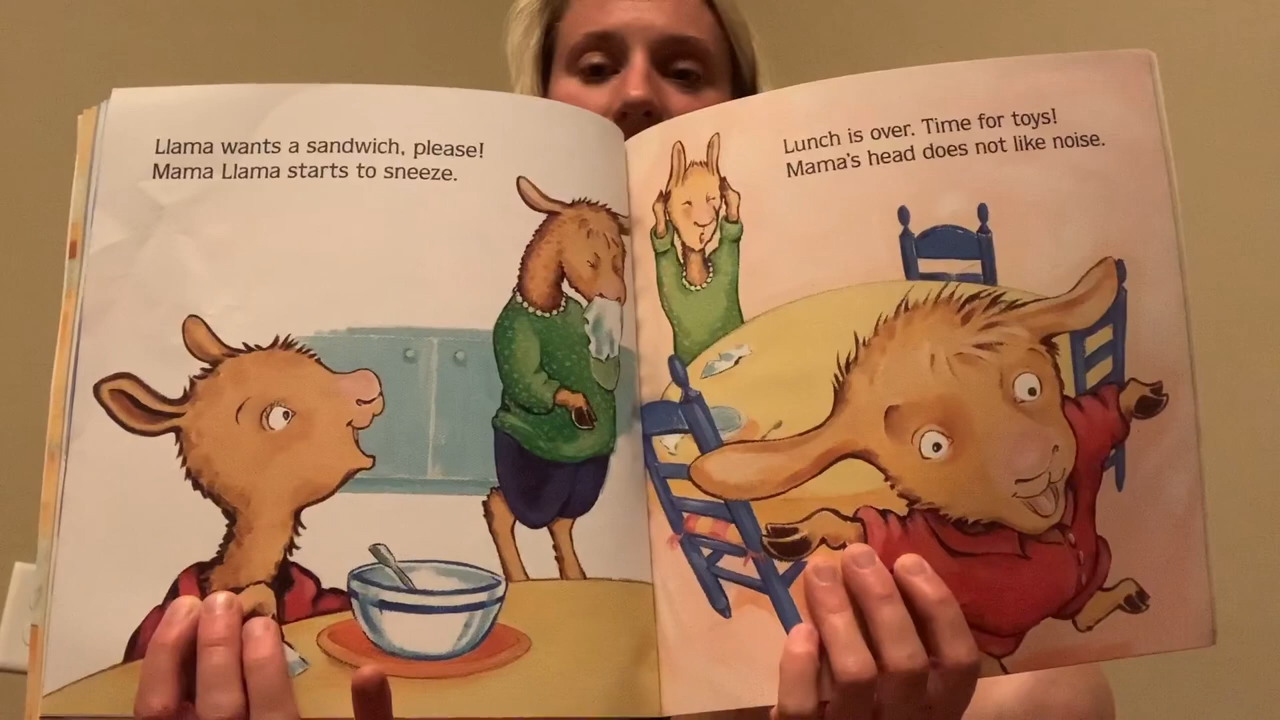 Llama wants a sandwich, please!
Mama Llama starts to sneeze.
Lunch is over. Time for toys!
Mama's head does not like noise.